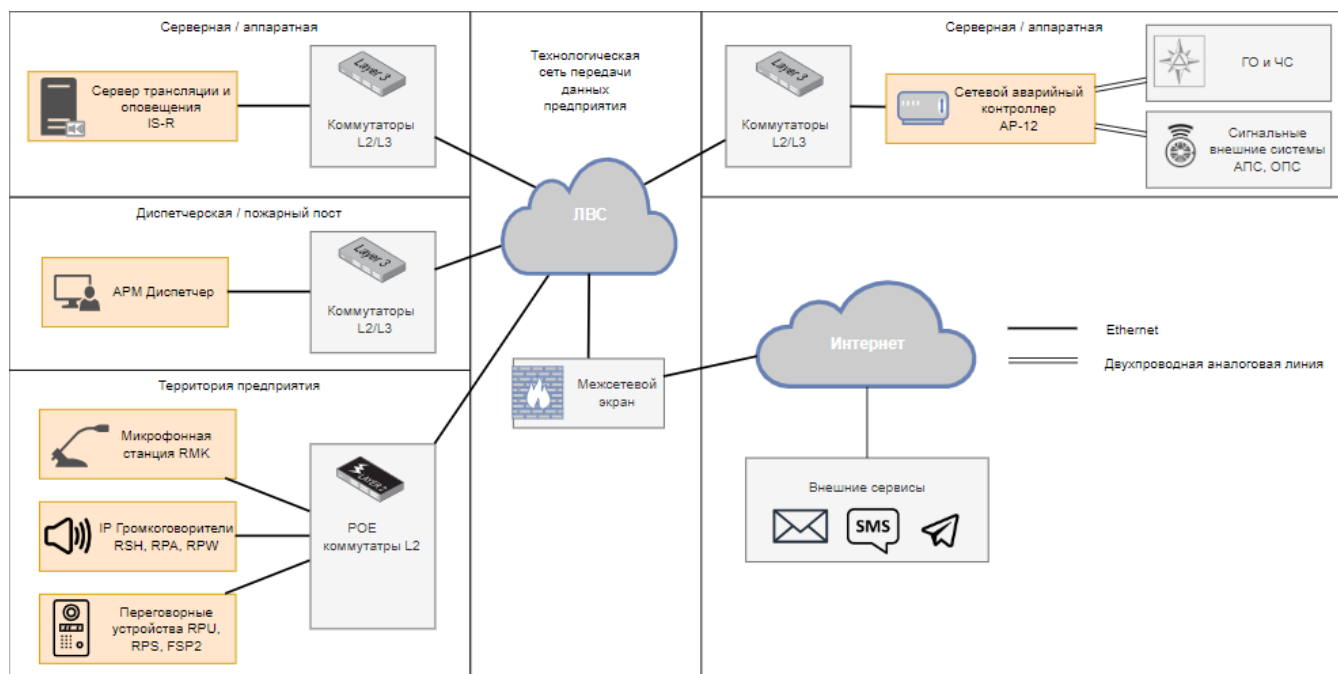 Серверная / аппаратная
Сервер трансляции и
оповещения
IS-R
Layer 3
Коммутаторы
L2/L3
Диспетчерская / пожарный пост
АРМ Диспетчер
Layer 3
Коммутаторы
L2/L3
Территория предприятия
Микрофонная
станция RMK
IP Громкоговорители
RSH, RPA, RPW
Переговорные
устройства RPU,
RPS, FSP2
LAYER 2
POE
коммутатры L2
Технологическая
сеть передачи
данных
предприятия
ЛВС
Межсетевой
экран
Серверная / аппаратная
Layer 3
Коммутаторы
L2/L3
Сетевой аварийный
контроллер
AP-12
ГО и ЧС
Сигнальные
внешние системы
АПС, ОПС
Интернет
Ethernet
Двухпроводная аналоговая линия
Внешние сервисы
SMS